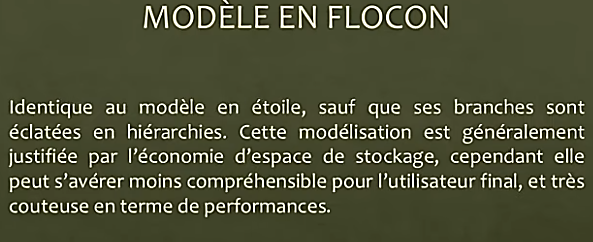 MODÈLE EN FLOCON
Identique au modèle en étoile, sauf que ses branches sont
éclatées en hiérarchies. Cette modélisation est généralement
justifiée par l’économie d’espace de stockage, cependant elle
peut s’avérer moins compréhensible pour l’utilisateur final, et très
couteuse en terme de performances.